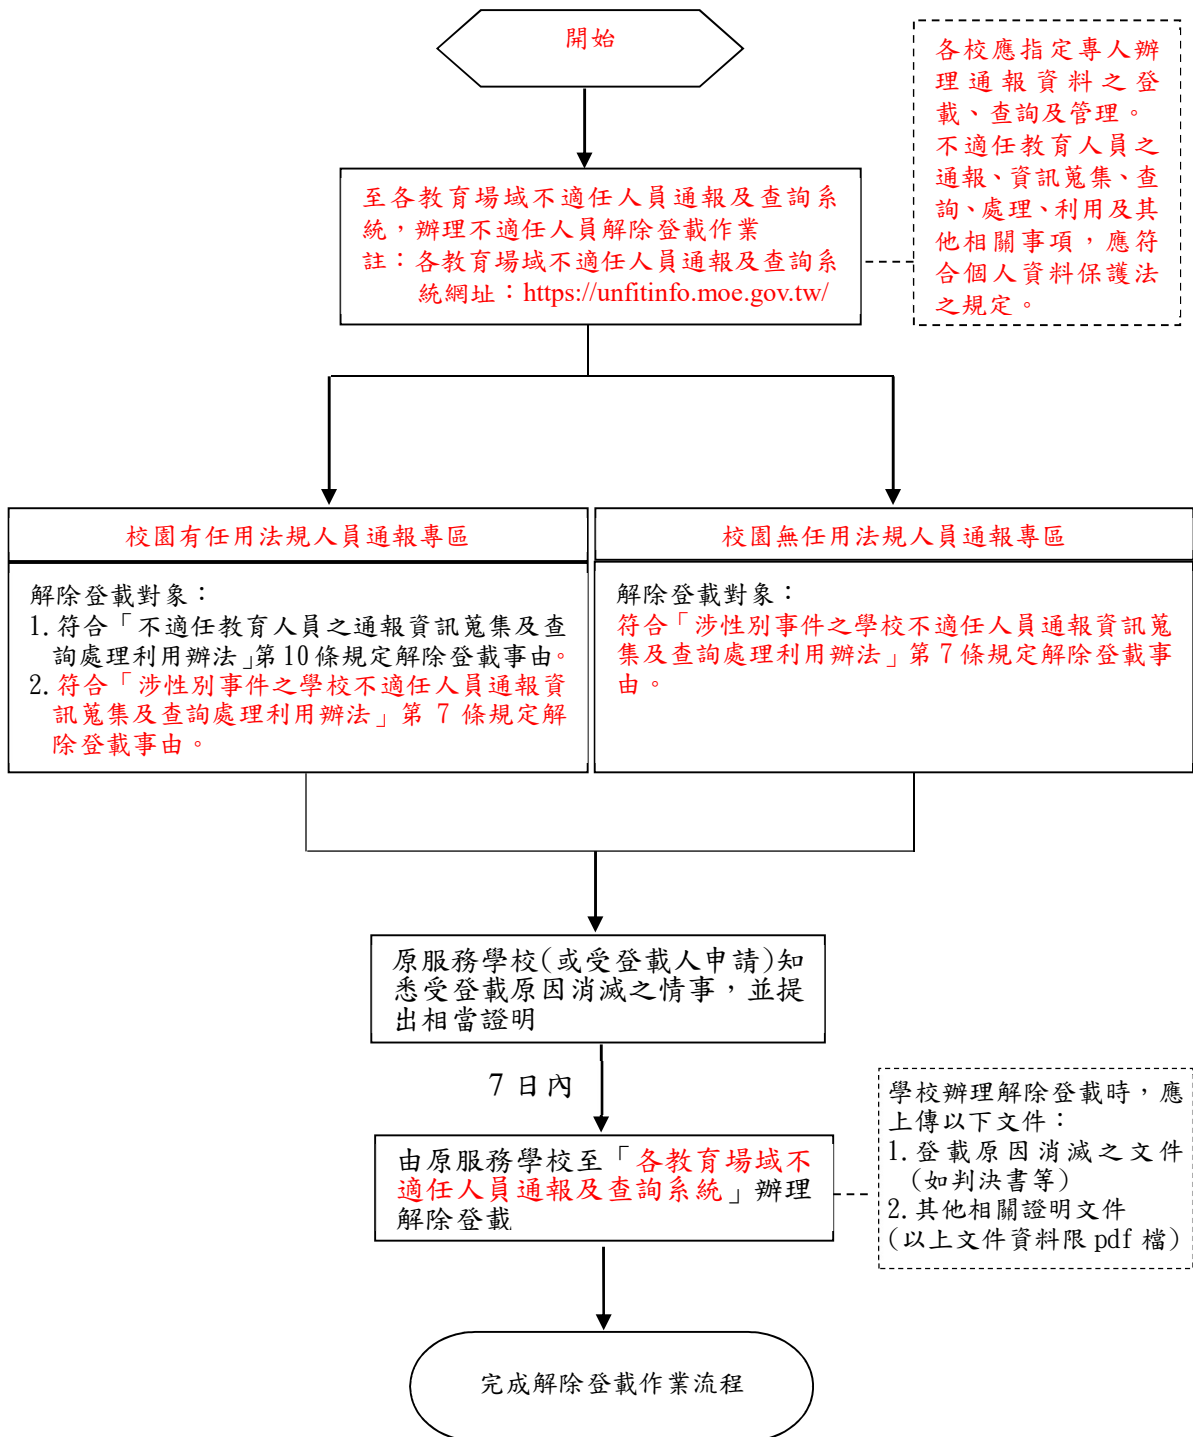 開始
各校應指定專人辦
理通報資料之登
載、查詢及管理。
不適任教育人員之
通報、資訊蒐集、查
詢、處理、利用及其
他相關事項，應符
合個人資料保護法
之規定。
至各教育場域不適任人員通報及查詢系
統，辦理不適任人員解除登載作業
註：各教育場域不適任人員通報及查詢系
統網址：https://unfitinfo.moe.gov.tw/
校園有任用法規人員通報專區
解除登載對象：
1.符合「不適任教育人員之通報資訊蒐集及查
詢處理利用辦法」第10條規定解除登載事由。
2.符合「涉性別事件之學校不適任人員通報資
訊蒐集及查詢處理利用辦法」第 7 條規定解
除登載事由。
校園無任用法規人員通報專區
解除登載對象：
符合「涉性別事件之學校不適任人員通報資訊蒐
集及查詢處理利用辦法」第 7 條規定解除登載事
由。
原服務學校(或受登載人申請)知
悉受登載原因消滅之情事，並提
出相當證明
7 日內
由原服務學校至「各教育場域不
適任人員通報及查詢系統」辦理
解除登載
學校辦理解除登載時，應
上傳以下文件：
1.登載原因消滅之文件
(如判決書等)
2.其他相關證明文件
(以上文件資料限 pdf 檔)
完成解除登載作業流程